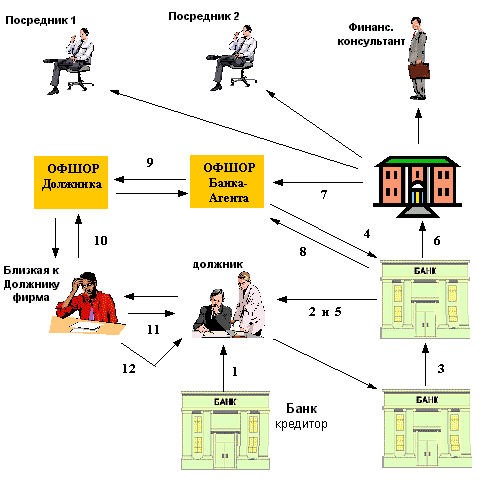 Посредник 1
Посредник 2
Финанс.
консультант
ОФШОР
Должника
9
ОФШОР
Банка-
Агента
7
4
8
6
10
Близкая к
Должнику
фирма
должник
БАНК
2 и 5
11
12
1
3
БАНК
Банк
кредитор
БАНК